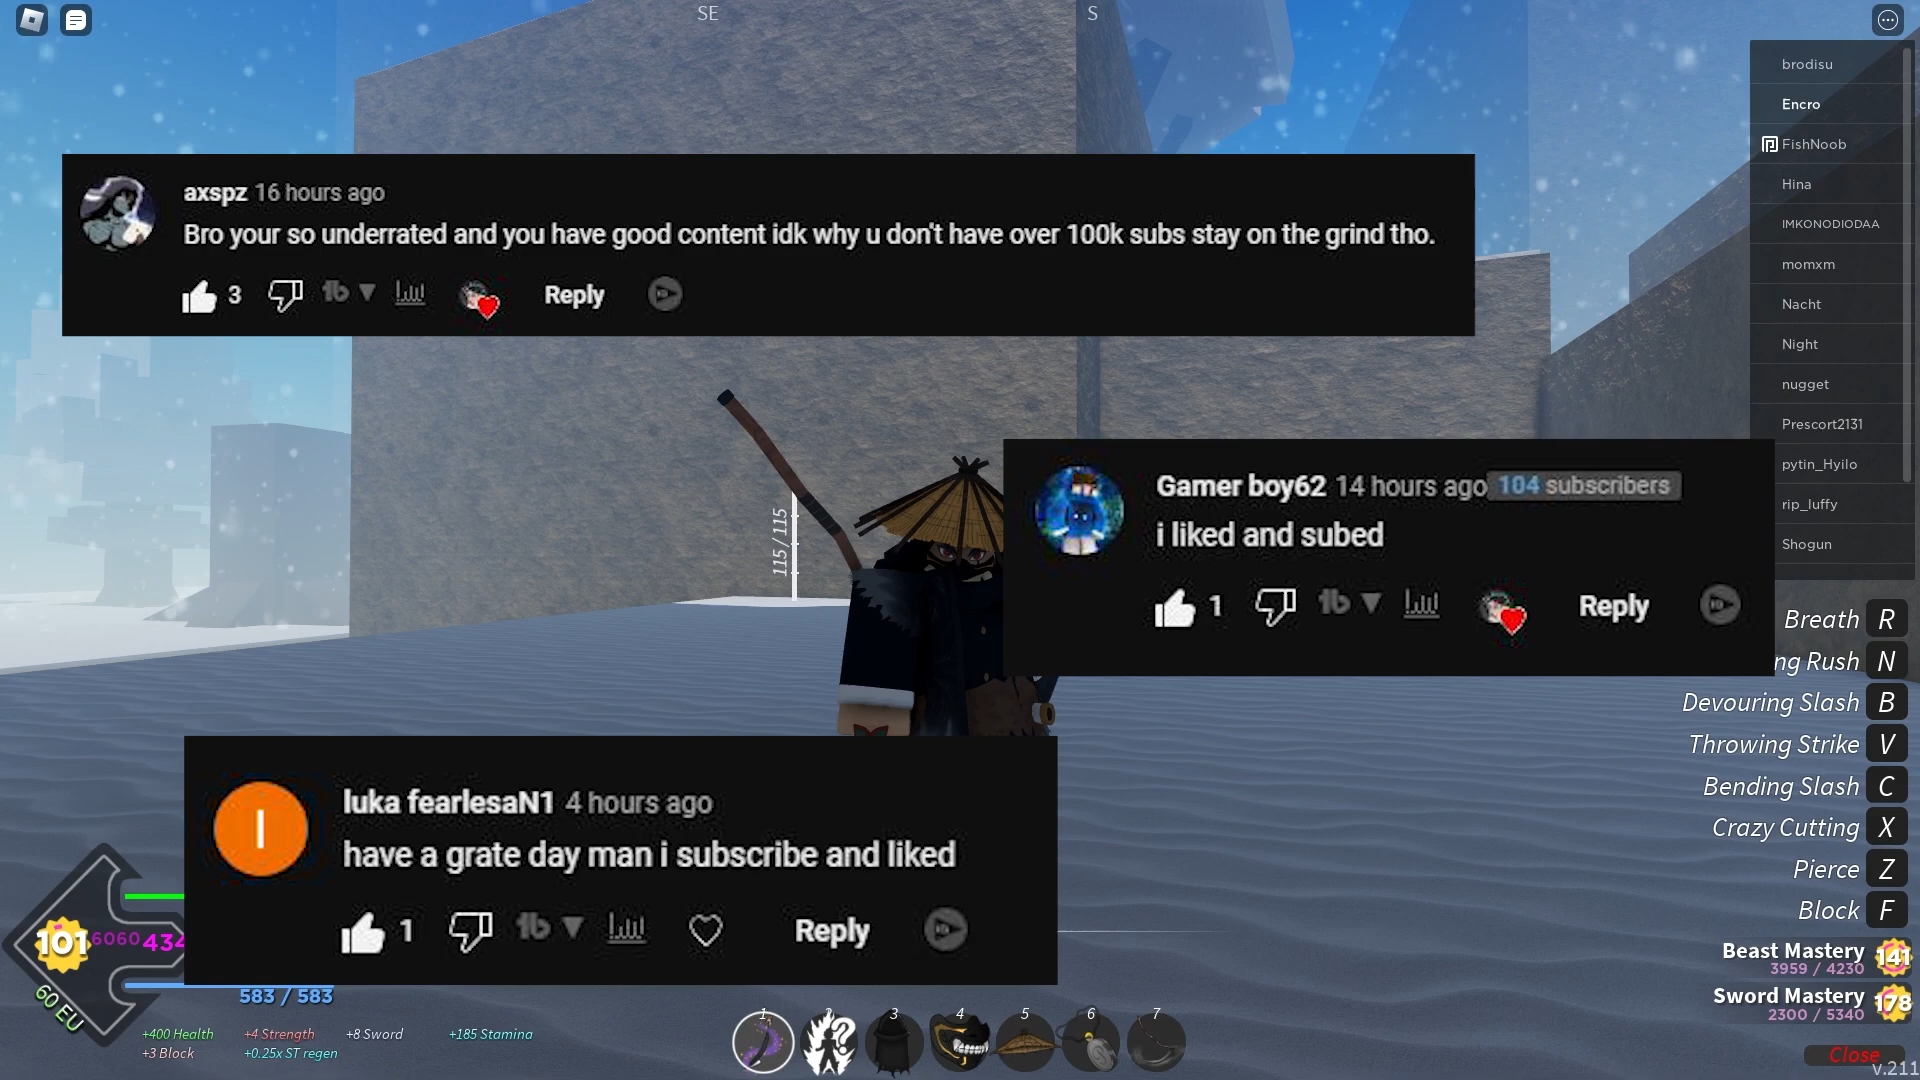 SE
S
brodisu
Encro
FishNoob
Hina
IMKONODIODAA
momxm
Nacht
Night
nugget
Prescort2131
pytin_Hyilo
rip_luffy
Shogun
axspz 16 hours ago
Bro your so underrated and you have good content idk why u don't have over 100k subs stay on the grind tho.
3
Reply
115 / 115
Gamer boy62 14 hours ago 104 subscribers
i liked and subed
1
Reply
luka fearlesaN1 4 hours ago
have a grate day man i subscribe and liked
1
Reply
Breath R
ng Rush N
Devouring Slash B
Throwing Strike V
Bending Slash C
Crazy Cutting X
Pierce Z
Block F
Beast Mastery 141
3959 / 4230
Sword Mastery 178
2300 / 5340
101 6060 434
60 EU
583 / 583
+400 Health +4 Strength +8 Sword +185 Stamina
+3 Block +0.25x ST regen
1 2 3 4 5 6 7
Close
v.211